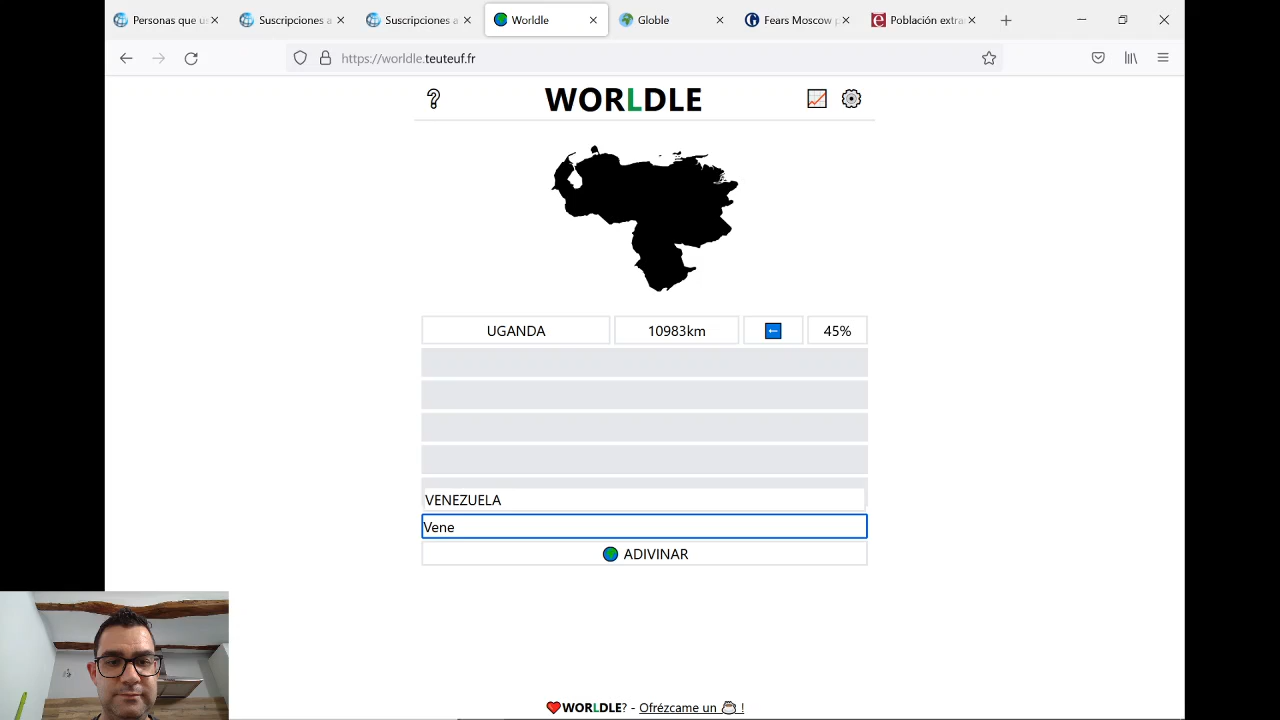 Personas que u
Suscripciones a
Suscripciones a
Worldle
Globle
Fears Moscow p
Población extra
https://worldle.teuteuf.fr
WORLDLE
UGANDA 10983km ← 45%
VENEZUELA
Vene
ADIVINAR
WORLDLE? - Ofrézcame un !